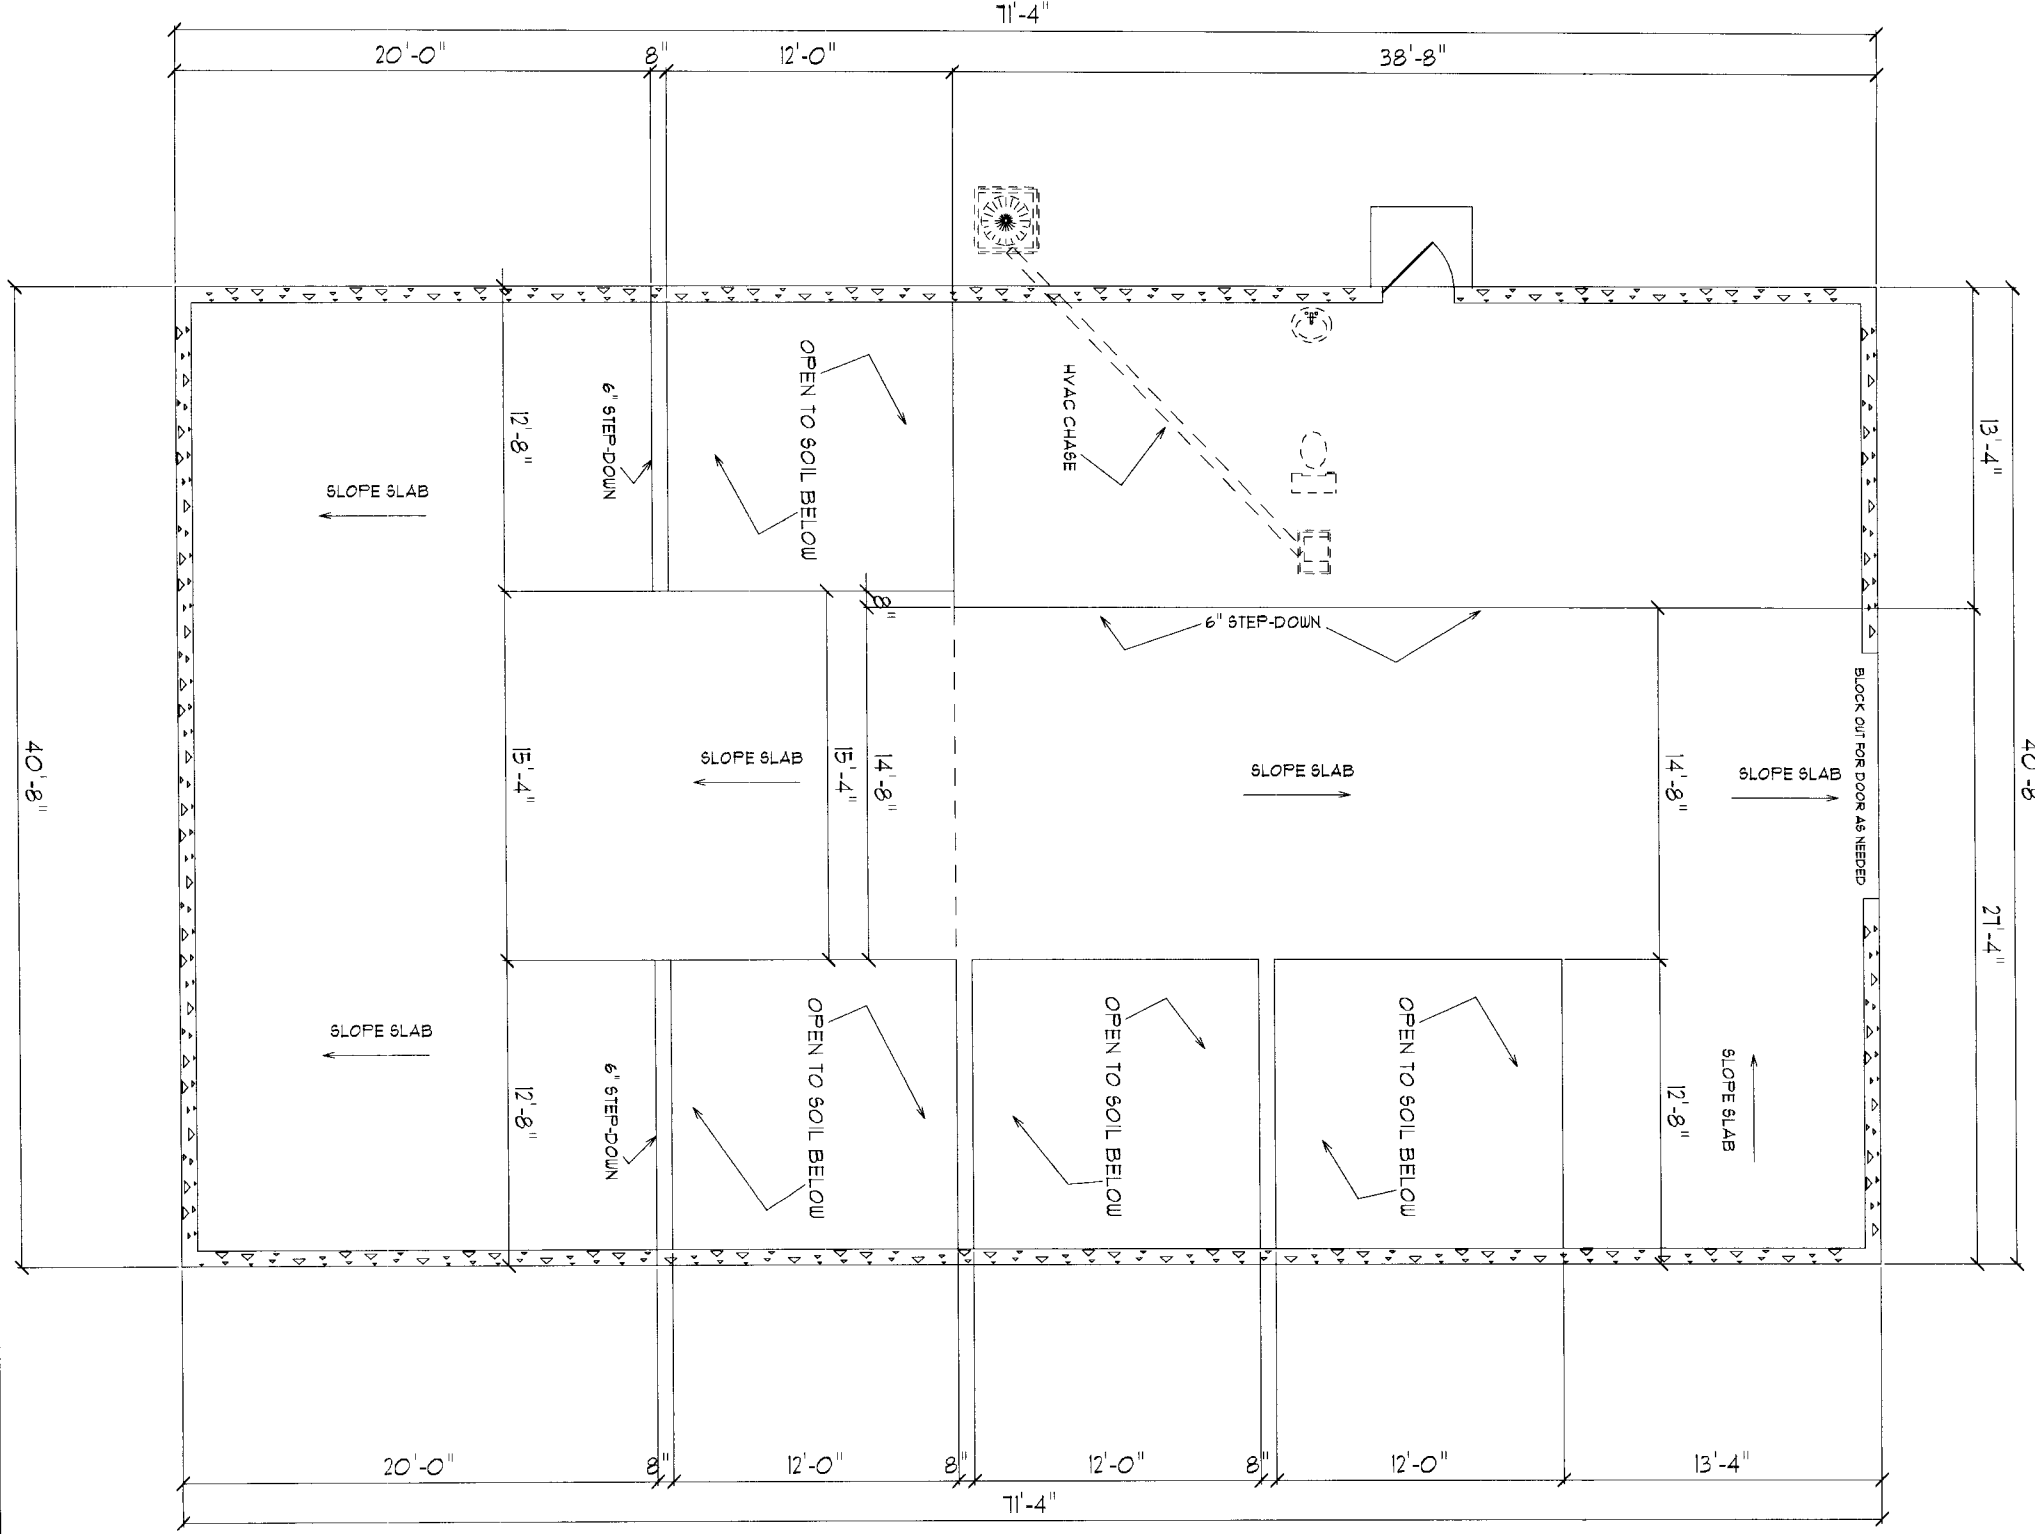 71'-4"
20'-0"
8"
12'-0"
38'-8"
OPEN TO SOIL BELOW
HVAC CHASE
6" STEP-DOWN
12'-8"
13'-4"
SLOPE SLAB
8"
6" STEP-DOWN
BLOCK OUT FOR DOOR AS NEEDED
40'-8"
15'-4"
SLOPE SLAB
15'-4"
14'-8"
SLOPE SLAB
14'-8"
SLOPE SLAB
40'-8
27'-4"
SLOPE SLAB
12'-8"
6" STEP-DOWN
OPEN TO SOIL BELOW
OPEN TO SOIL BELOW
OPEN TO SOIL BELOW
12'-8"
SLOPE SLAB
20'-0"
8"
12'-0"
8"
12'-0"
8"
12'-0"
13'-4"
71'-4"